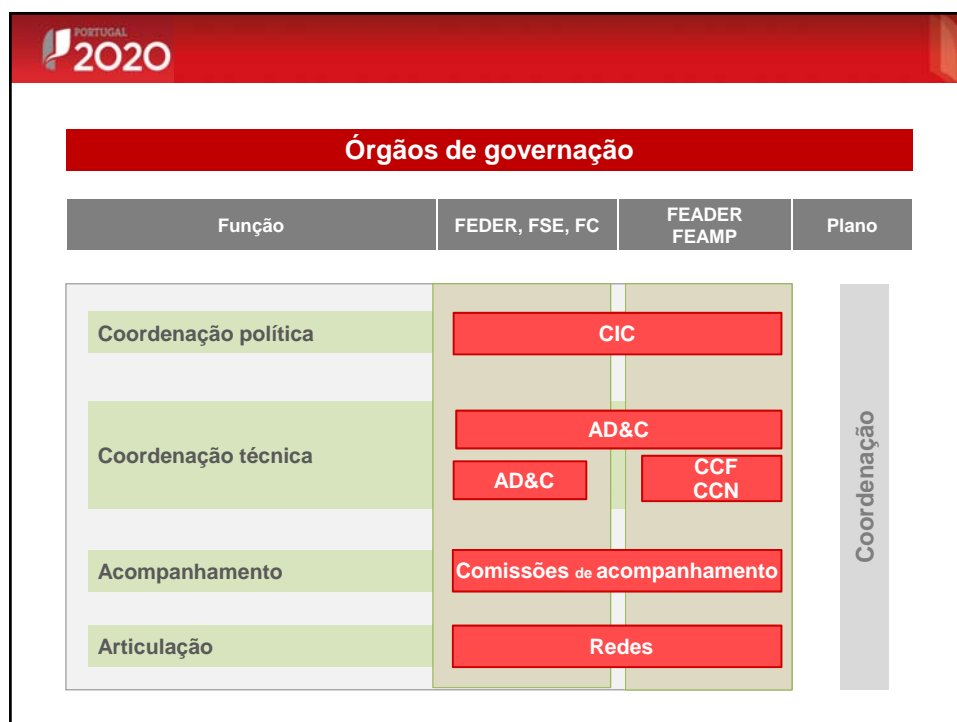 PORTUGAL
2020
Órgãos de governação
Função
FEDER, FSE, FC
FEADER
FEAMP
Plano
Coordenação política
CIC
Coordenação técnica
AD&C
AD&C
CCF
CCN
Acompanhamento
Comissões de acompanhamento
Articulação
Redes
Coordenação